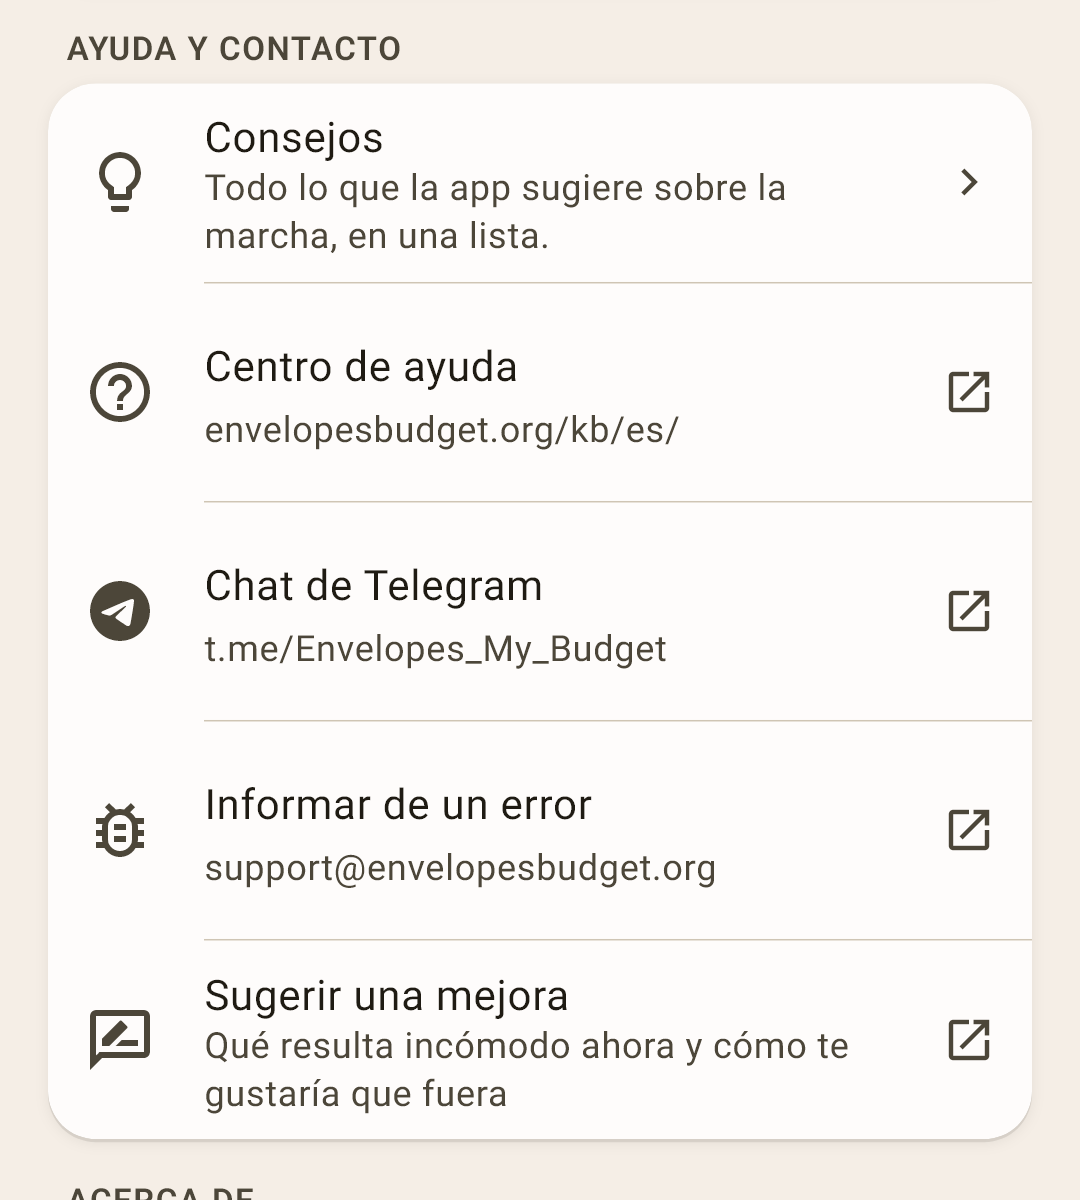 AYUDA Y CONTACTO
Consejos
Todo lo que la app sugiere sobre la
marcha, en una lista.
Centro de ayuda
envelopesbudget.org/kb/es/
Chat de Telegram
t.me/Envelopes_My_Budget
Informar de un error
support@envelopesbudget.org
Sugerir una mejora
Qué resulta incómodo ahora y cómo te
gustaría que fuera
ACERCA DE